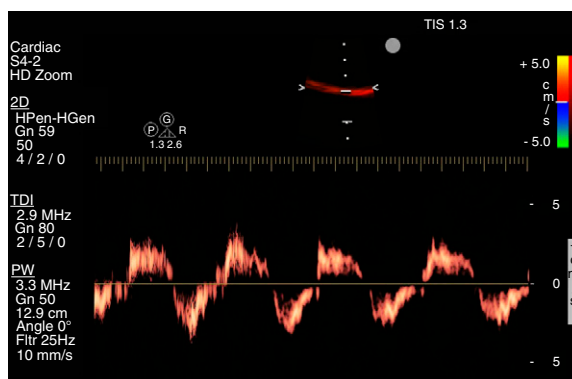 TIS 1.3
Cardiac
S4-2
HD Zoom
2D
HPen-HGen
Gn 59
50
4 / 2 / 0
G
P R
1.3 2.6
+ 5.0
c
m
/
s
- 5.0
TDI
2.9 MHz
Gn 80
2 / 5 / 0
PW
3.3 MHz
Gn 50
12.9 cm
Angle 0°
Fltr 25Hz
10 mm/s
- 5
- 0
- 5